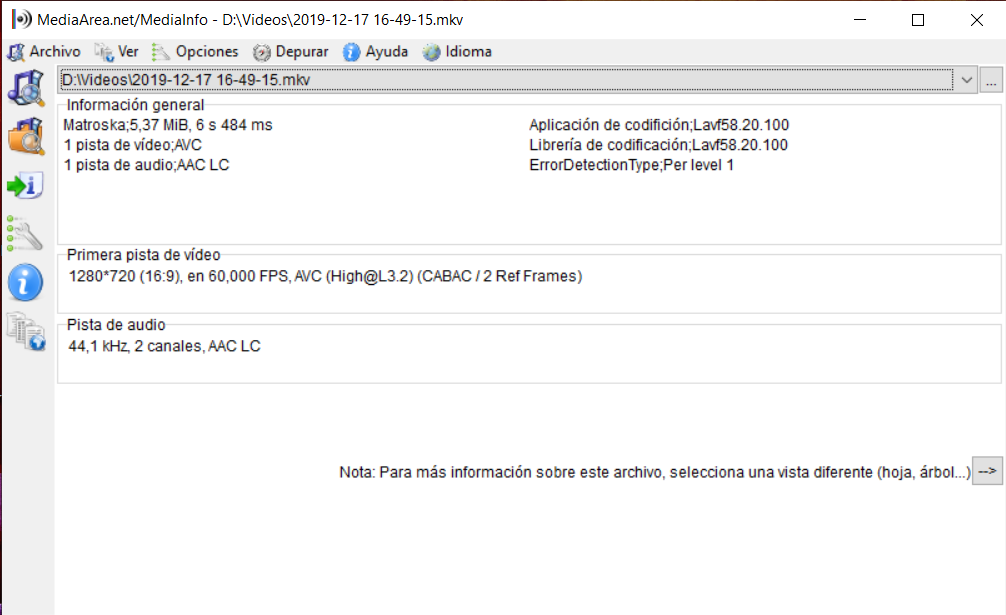 MediaArea.net/MediaInfo - D:\Videos\2019-12-17 16-49-15.mkv
Archivo Ver Opciones Depurar Ayuda Idioma
D:\Videos\2019-12-17 16-49-15.mkv
...
Información general
Matroska;5,37 MiB, 6 s 484 ms
1 pista de vídeo;AVC
1 pista de audio;AAC LC
Aplicación de codifición;Lavf58.20.100
Librería de codificación;Lavf58.20.100
ErrorDetectionType;Per level 1
Primera pista de vídeo
1280*720 (16:9), en 60,000 FPS, AVC (High@L3.2) (CABAC / 2 Ref Frames)
Pista de audio
44,1 kHz, 2 canales, AAC LC
Nota: Para más información sobre este archivo, selecciona una vista diferente (hoja, árbol...) -->